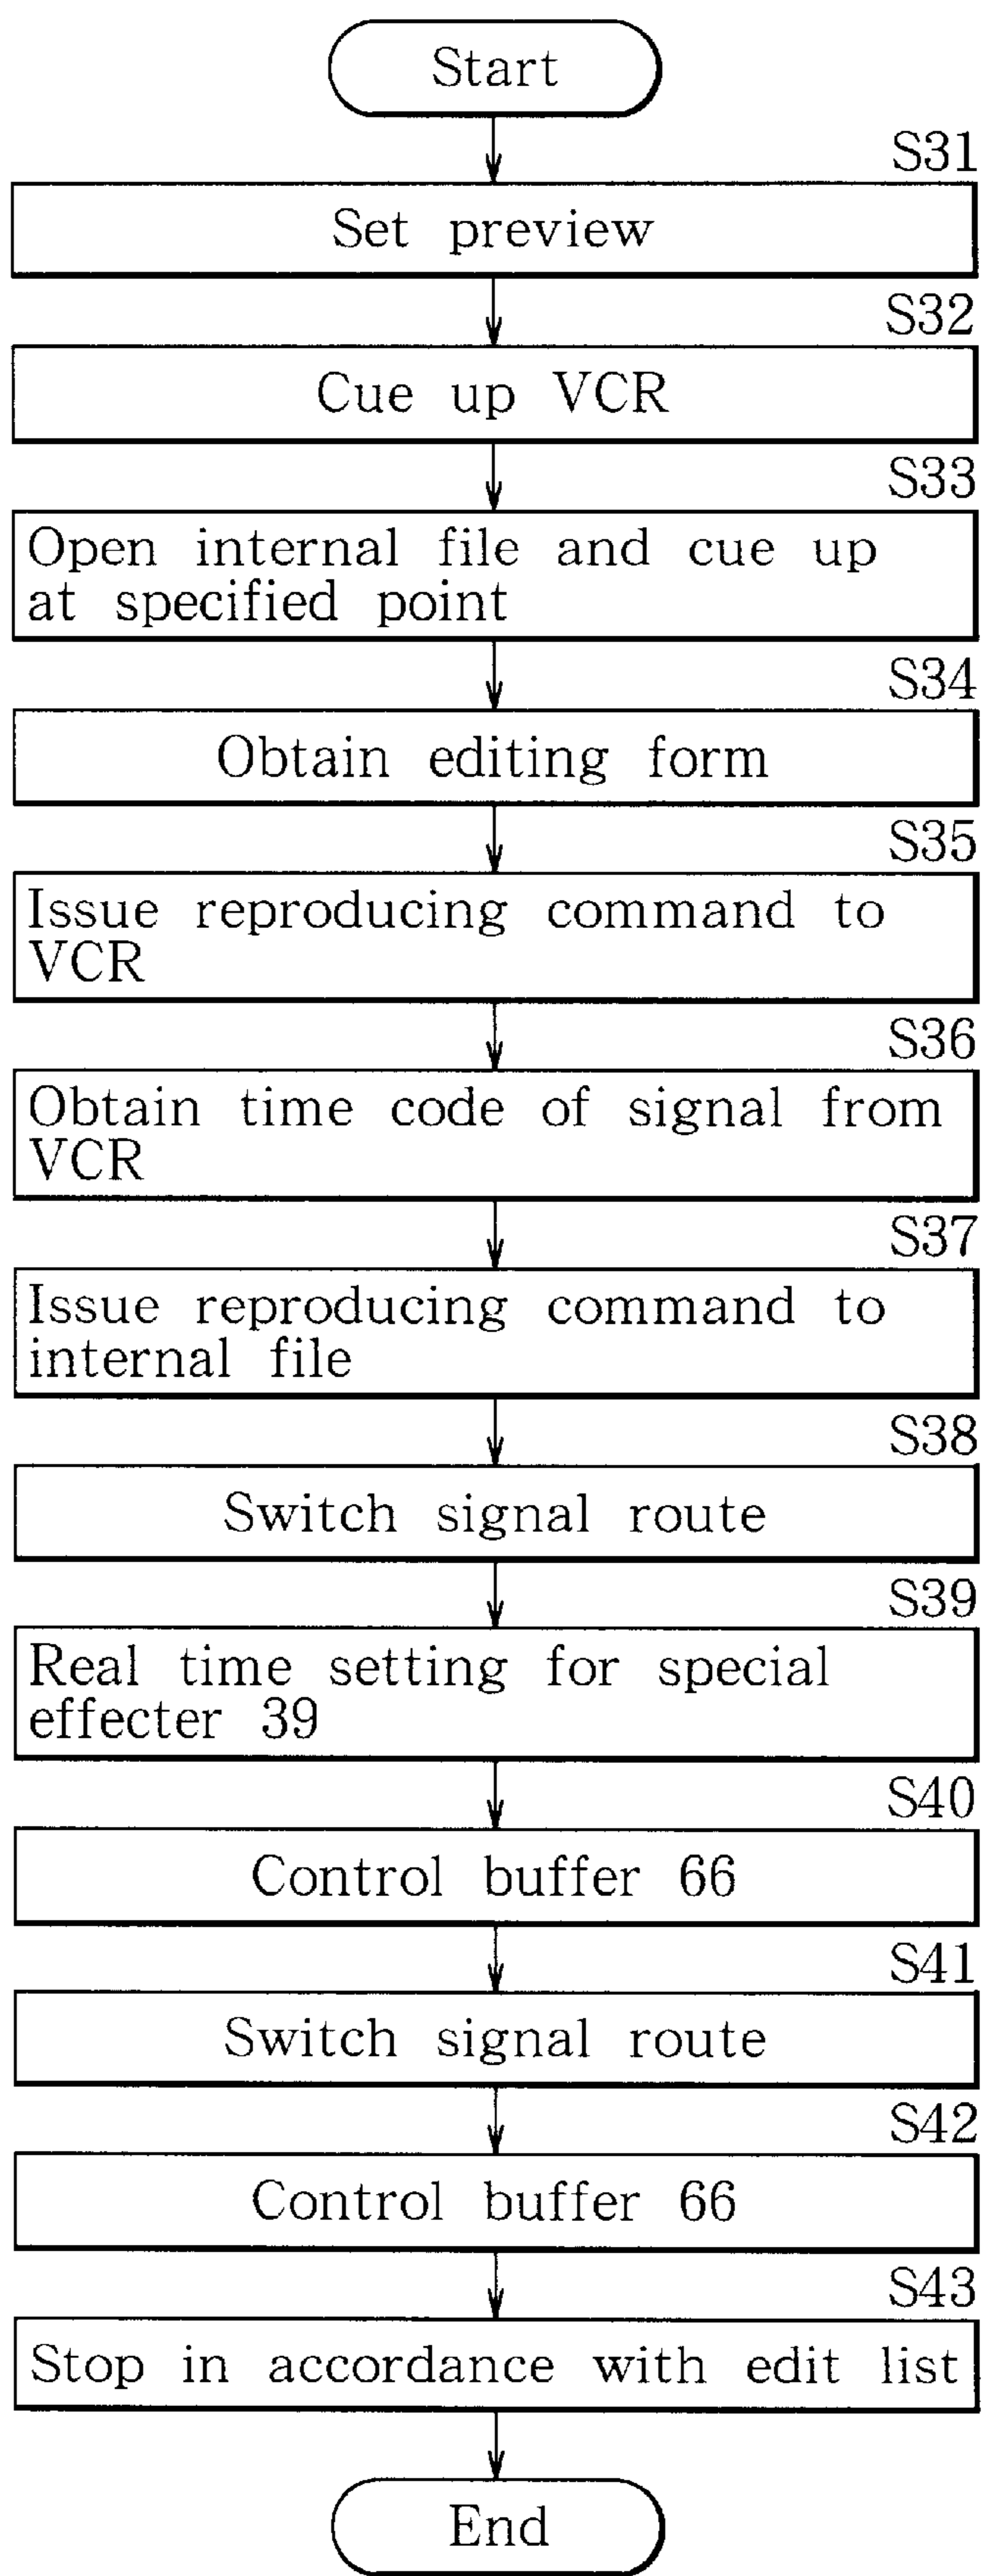 Start
S31
Set preview
S32
Cue up VCR
S33
Open internal file and cue up
at specified point
S34
Obtain editing form
S35
Issue reproducing command to
VCR
S36
Obtain time code of signal from
VCR
S37
Issue reproducing command to
internal file
S38
Switch signal route
S39
Real time setting for special
effecter 39
S40
Control buffer 66
S41
Switch signal route
S42
Control buffer 66
S43
Stop in accordance with edit list
End